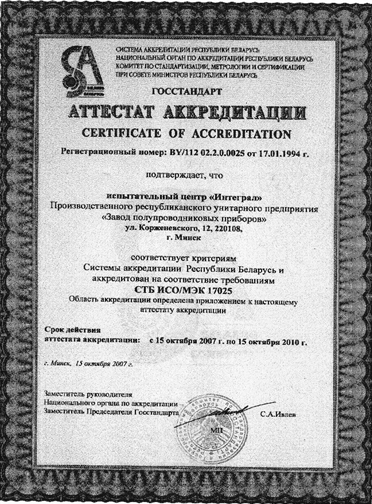 СИСТЕМА АККРЕДИТАЦИИ РЕСПУБЛИКИ БЕЛАРУСЬ
НАЦИОНАЛЬНЫЙ ОРГАН ПО АККРЕДИТАЦИИ РЕСПУБЛИКИ БЕЛАРУСЬ
КОМИТЕТ ПО СТАНДАРТИЗАЦИИ, МЕТРОЛОГИИ И СЕРТИФИКАЦИИ
ПРИ СОВЕТЕ МИНИСТРОВ РЕСПУБЛИКИ БЕЛАРУСЬ
ГОССТАНДАРТ
АТТЕСТАТ АККРЕДИТАЦИИ
CERTIFICATE OF ACCREDITATION
Регистрационный номер: BY/112 02.2.0.0025 от 17.01.1994 г.
подтверждает, что
испытательный центр «Интеграл»
Производственного республиканского унитарного предприятия
«Завод полупроводниковых приборов»
ул. Корженевского, 12, 220108,
г. Минск
соответствует критериям
Системы аккредитации Республики Беларусь и
аккредитован на соответствие требованиям
СТБ ИСО/МЭК 17025
Область аккредитации определена приложением к настоящему
аттестату аккредитации
Срок действия
аттестата аккредитации: с 15 октября 2007 г. по 15 октября 2010 г.
г. Минск, 15 октября 2007 г.
Заместитель руководителя
Национального органа по аккредитации
Заместитель Председателя Госстандарта
С.А.Ивлев
МП